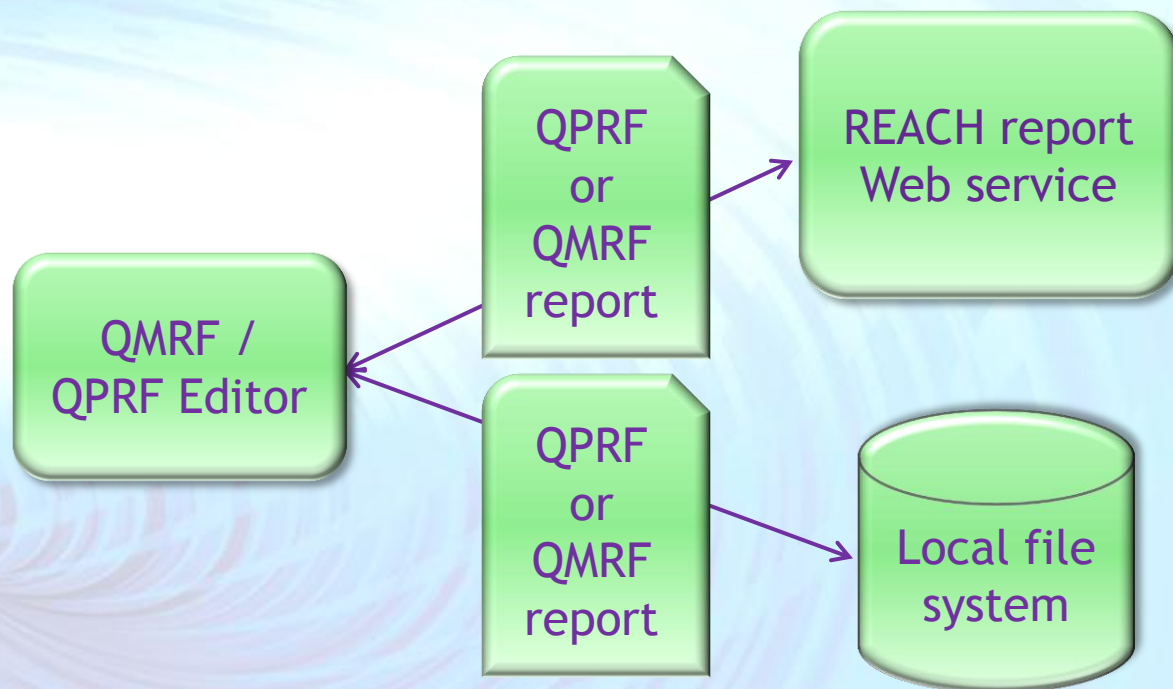 QMRF /
QPRF Editor
QPRF
or
QMRF
report
REACH report
Web service
QPRF
or
QMRF
report
Local file
system